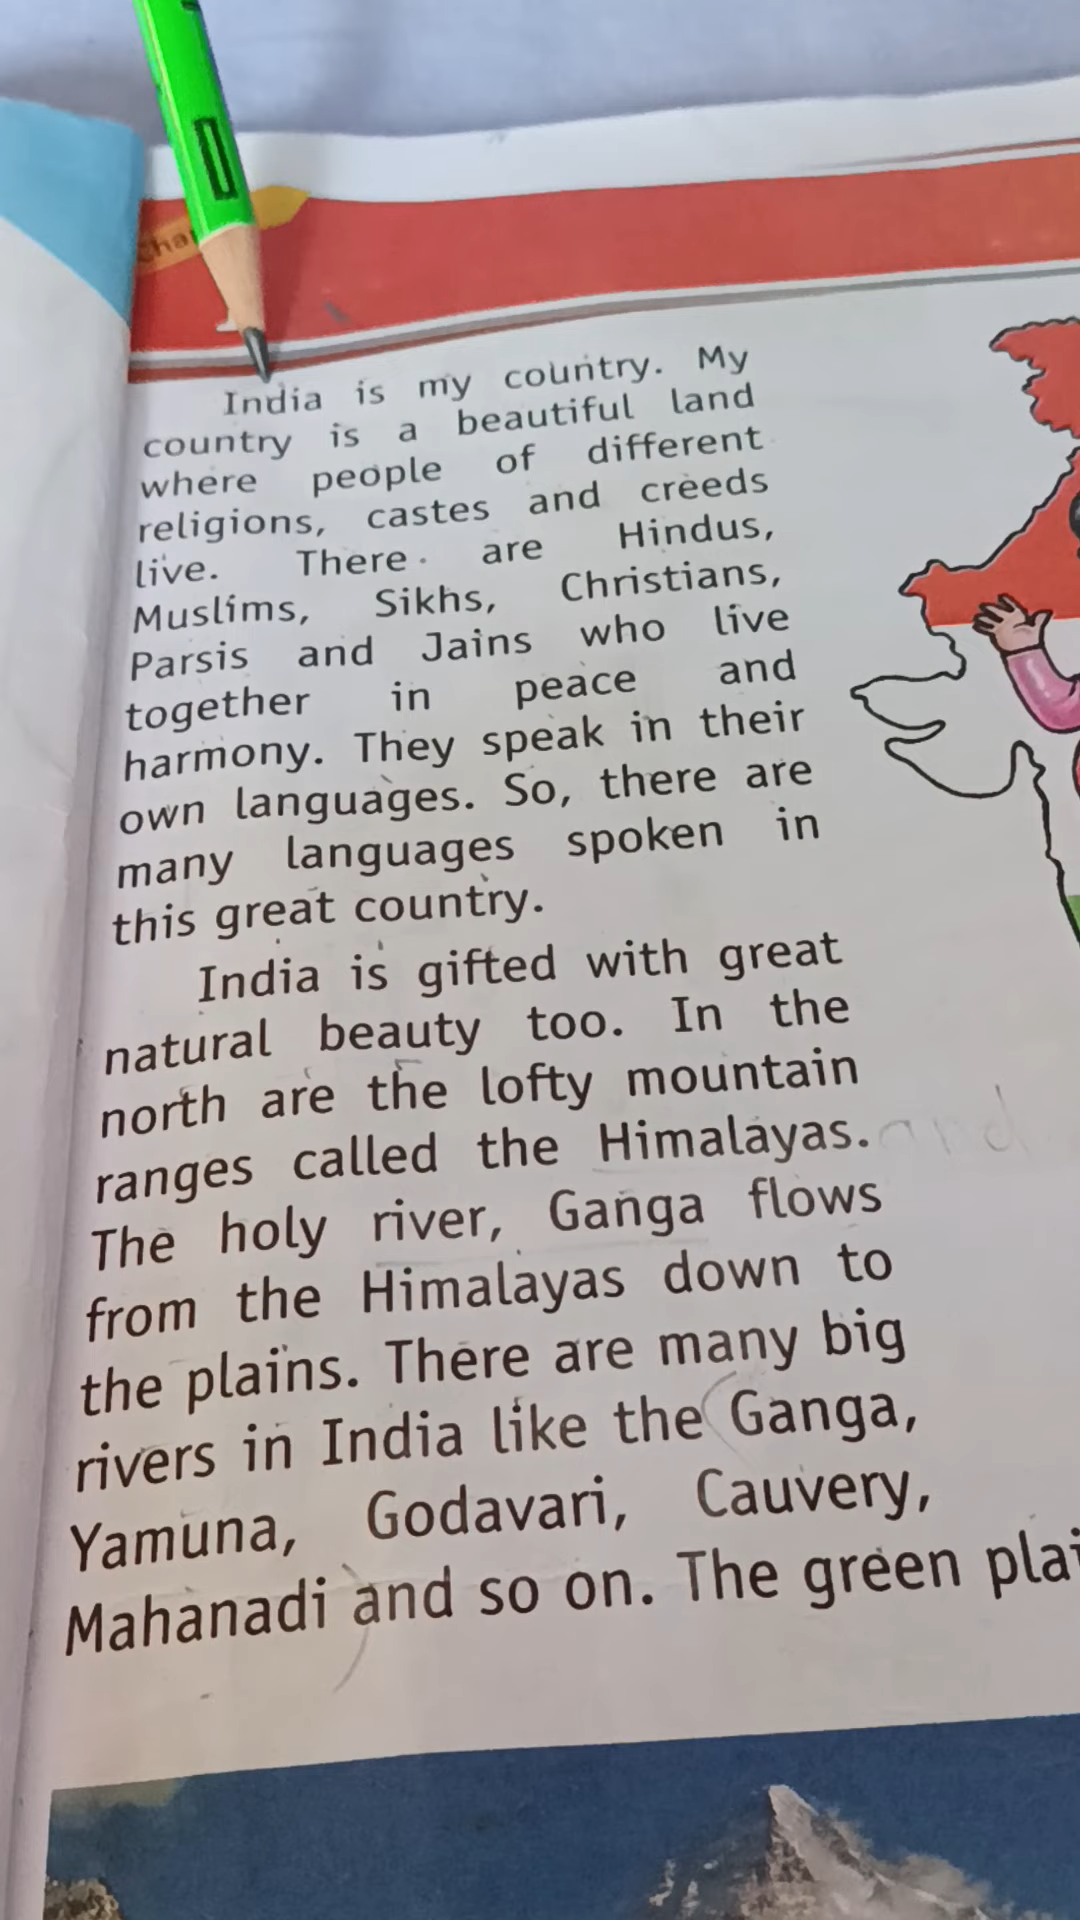 India is my country. My
country is a beautiful land
where people of different
religions, castes and creeds
live. There are Hindus,
Muslims, Sikhs, Christians,
Parsis and Jains who live
together in peace and
harmony. They speak in their
own languages. So, there are
many languages spoken in
this great country.
India is gifted with great
natural beauty too. In the
north are the lofty mountain
ranges called the Himalayas.
The holy river, Ganga flows
from the Himalayas down to
the plains. There are many big
rivers in India like the Ganga,
Yamuna, Godavari, Cauvery,
Mahanadi and so on. The green